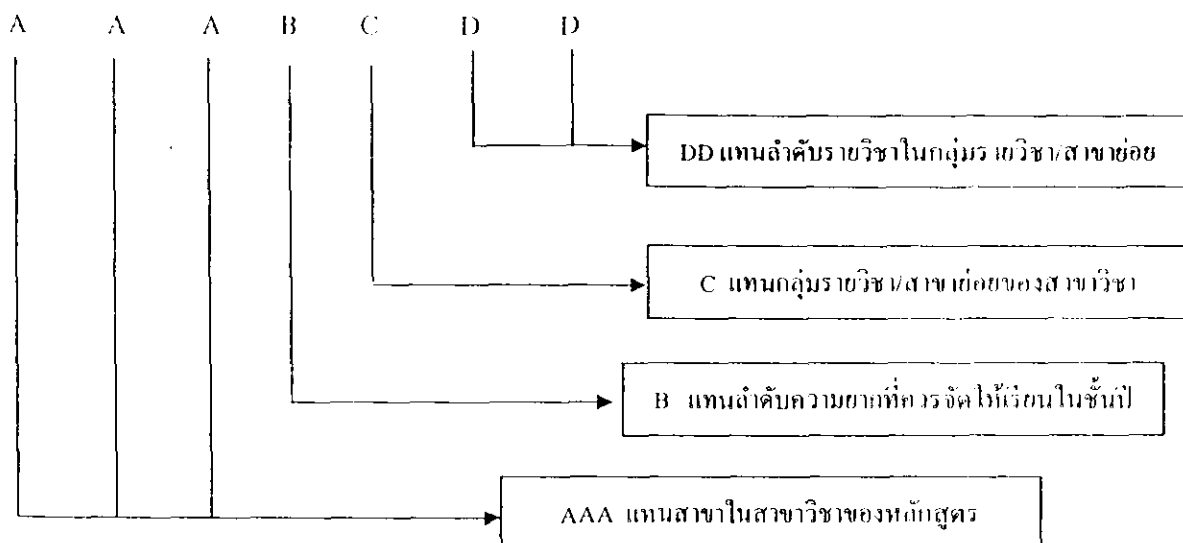 A A A B C D D
DD แทนลำดับรายวิชาในกลุ่มรายวิชา/สาขาย่อย
C แทนกลุ่มรายวิชา/สาขาย่อยของสาขาวิชา
B แทนลำดับความยากที่ควรจัดให้เรียนในชั้นปี
AAA แทนสาขาในสาขาวิชาของหลักสูตร